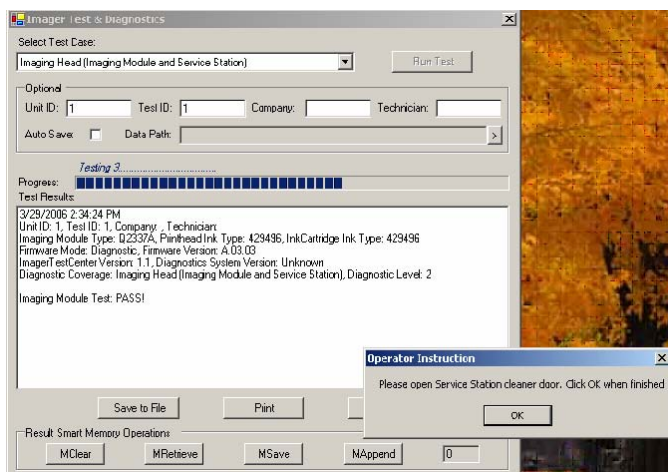 Imager Test & Diagnostics
Select Test Case:
Imaging Head (Imaging Module and Service Station)
Run Test
Optional
Unit ID: 1 Test ID: 1 Company: Technician:
Auto Save: Data Path: >
Testing 3
Progress:
Test Results:
3/29/2006 2:34:24 PM
Unit ID: 1, Test ID: 1, Company: , Technician:
Imaging Module Type: Q2337A, Printhead Ink Type: 429496, InkCartridge Ink Type: 429496
Firmware Mode: Diagnostic, Firmware Version: A.03.03
ImagerTestCenter Version: 1.1, Diagnostics System Version: Unknown
Diagnostic Coverage: Imaging Head (Imaging Module and Service Station), Diagnostic Level: 2
Imaging Module Test: PASS!
Operator Instruction
Please open Service Station cleaner door. Click OK when finished
OK
Save to File Print
Result Smart Memory Operations
MClear MRetrieve MSave MAppend 0